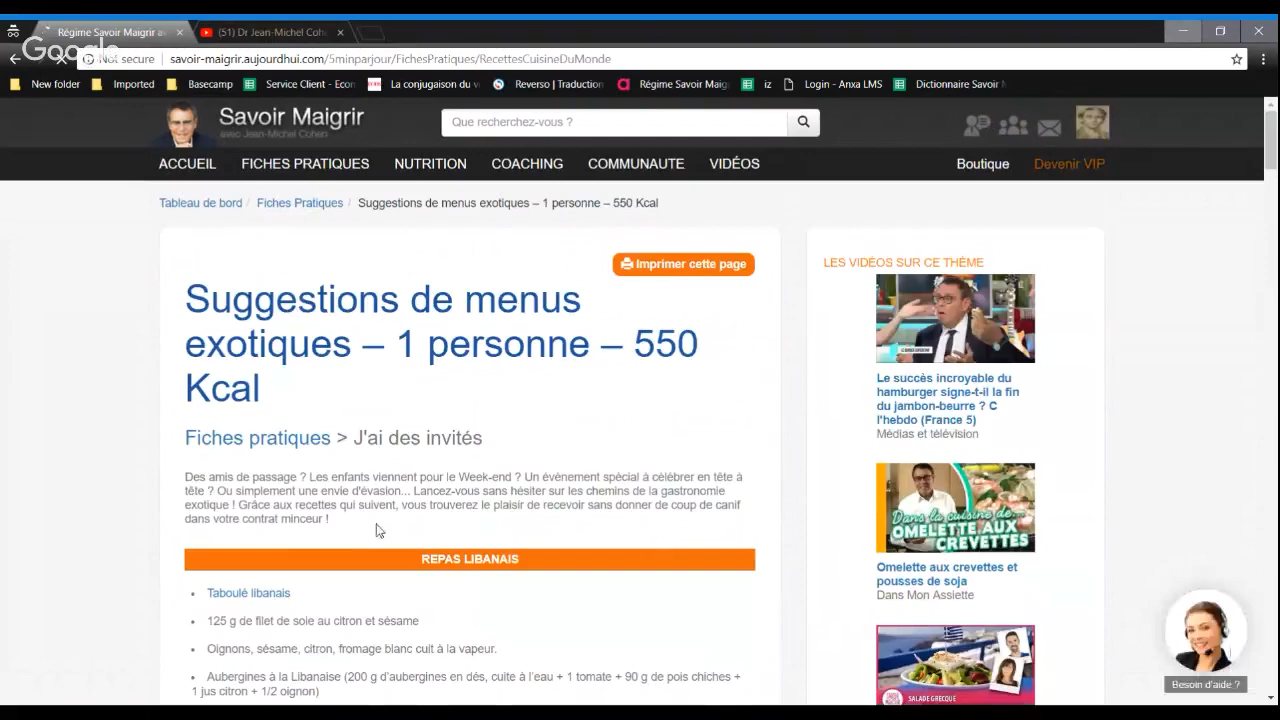 Régime Savoir Maigrir av
(51) Dr Jean-Michel Coh
Google
Not secure
savoir-maigrir.aujourdhui.com/5minparjour/FichesPratiques/RecettesCuisineDuMonde
New folder
Imported
Basecamp
Service Client - Econ
La conjugaison du v
Reverso | Traduction
Régime Savoir Maigr
iz
Login - Anxa LMS
Dictionnaire Savoir
Savoir Maigrir
avec Jean-Michel Cohen
Que recherchez-vous ?
ACCUEIL
FICHES PRATIQUES
NUTRITION
COACHING
COMMUNAUTE
VIDÉOS
Boutique
Devenir VIP
Tableau de bord / Fiches Pratiques / Suggestions de menus exotiques – 1 personne – 550 Kcal
Imprimer cette page
Suggestions de menus
exotiques – 1 personne – 550
Kcal
Fiches pratiques > J'ai des invités
Des amis de passage ? Les enfants viennent pour le Week-end ? Un évènement spécial à célébrer en tête à
tête ? Ou simplement une envie d'évasion... Lancez-vous sans hésiter sur les chemins de la gastronomie
exotique ! Grâce aux recettes qui suivent, vous trouverez le plaisir de recevoir sans donner de coup de canif
dans votre contrat minceur !
REPAS LIBANAIS
• Taboulé libanais
• 125 g de filet de sole au citron et sésame
• Oignons, sésame, citron, fromage blanc cuit à la vapeur.
• Aubergines à la Libanaise (200 g d'aubergines en dés, cuite à l'eau + 1 tomate + 90 g de pois chiches +
1 jus citron + 1/2 oignon)
LES VIDÉOS SUR CE THÈME
Le succès incroyable du
hamburger signe-t-il la fin
du jambon-beurre ? C
l'hebdo (France 5)
Médias et télévision
Dans la cuisine de...
OMELETTE AUX
CREVETTES
Omelette aux crevettes et
pousses de soja
Dans Mon Assiette
SALADE GRECQUE
Besoin d'aide ?